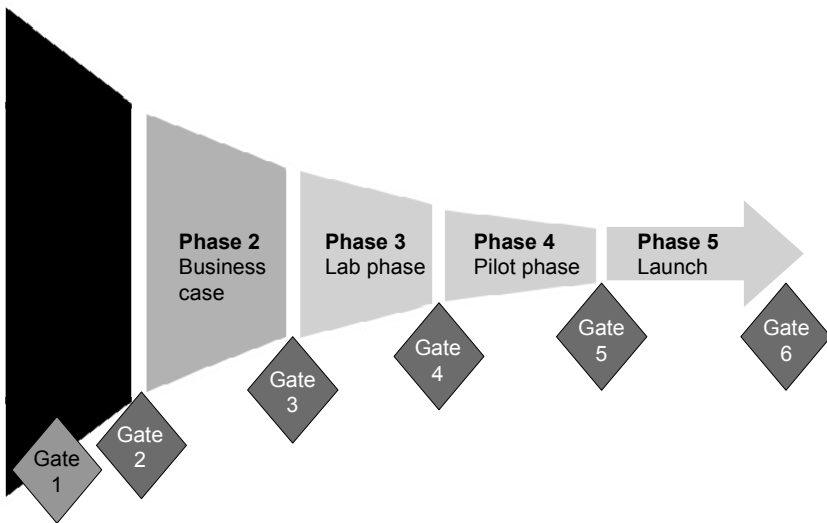 Phase 2
Business
case
Phase 3
Lab phase
Phase 4
Pilot phase
Phase 5
Launch
Gate
1
Gate
2
Gate
3
Gate
4
Gate
5
Gate
6